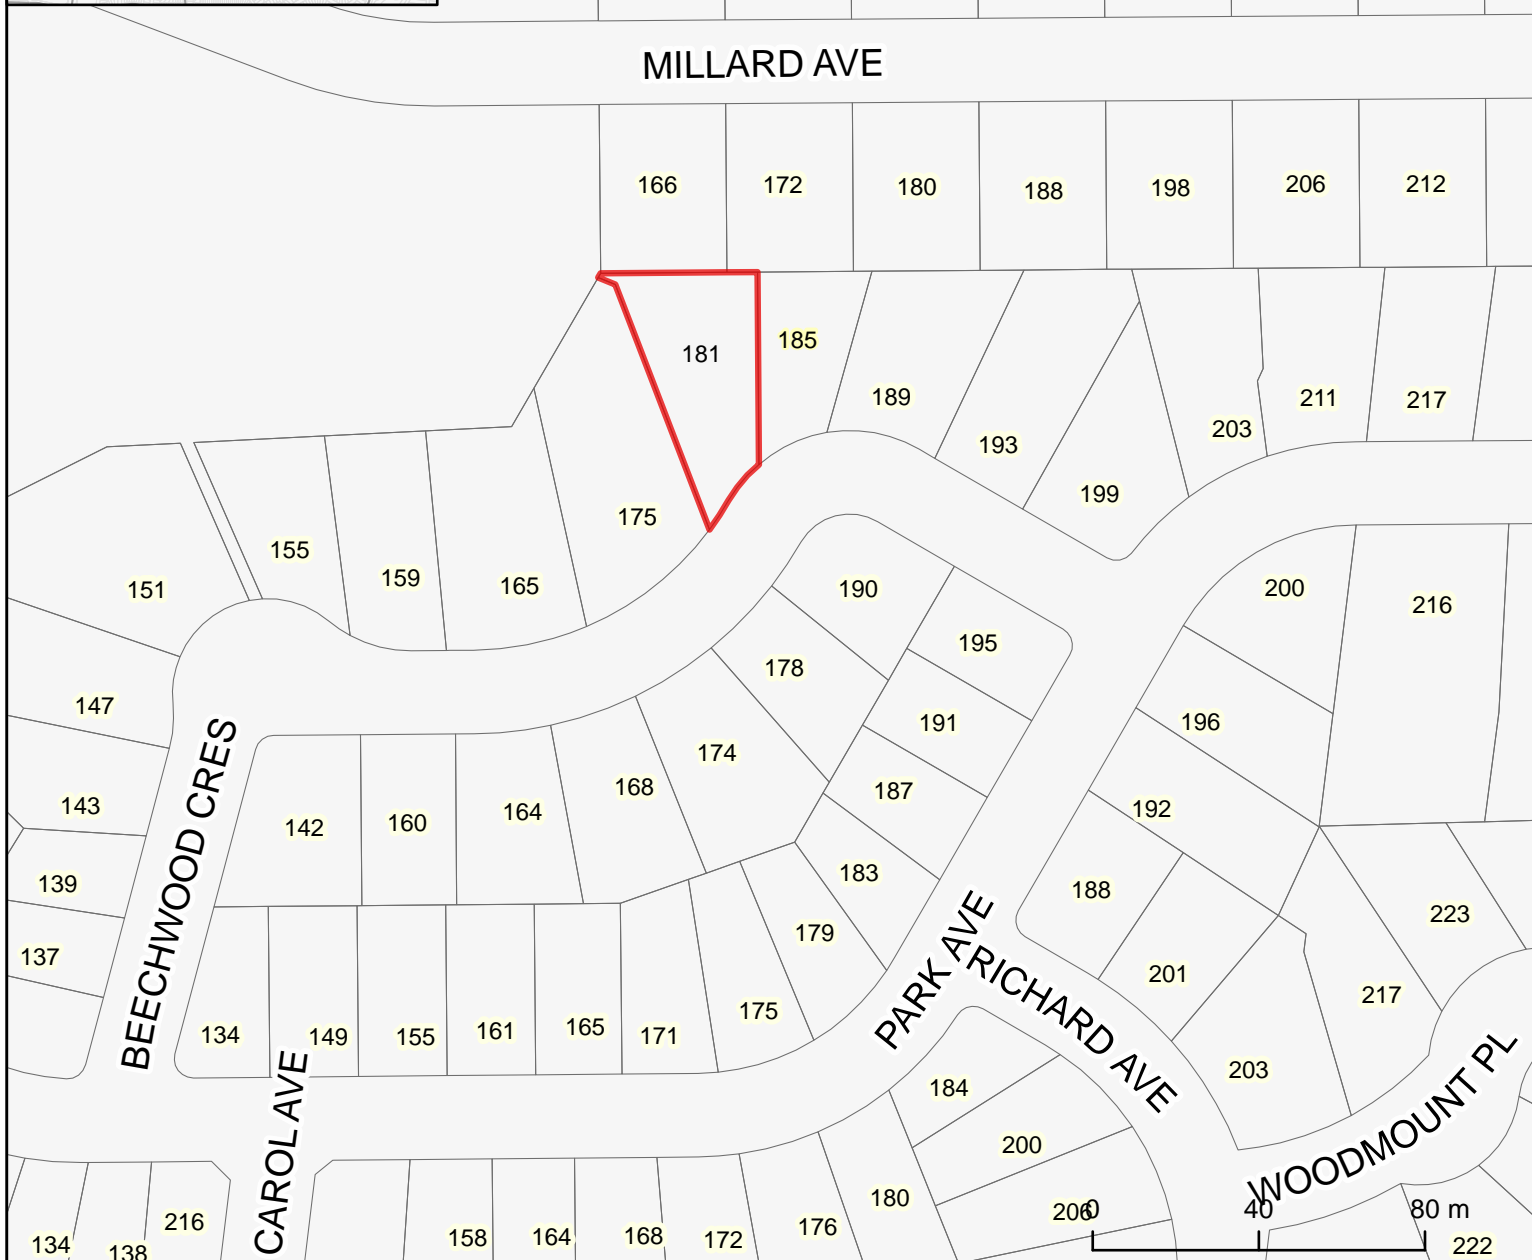 MILLARD AVE
166 172 180 188 198 206 212
181 185 189 193 199 203 211 217
151 155 159 165 175
190 195 200 216
147 178 191 196
143 142 160 164 168 174 187 192
139 183 188 223
BEECHWOOD CRES
137 179 201 217
PARK AVE
RICHARD AVE
134 149 155 161 165 171 175
184 203
WOODMOUNT PL
CAROL AVE
200
180 206
0 40 80 m
134 138 216 158 164 168 172 176 222